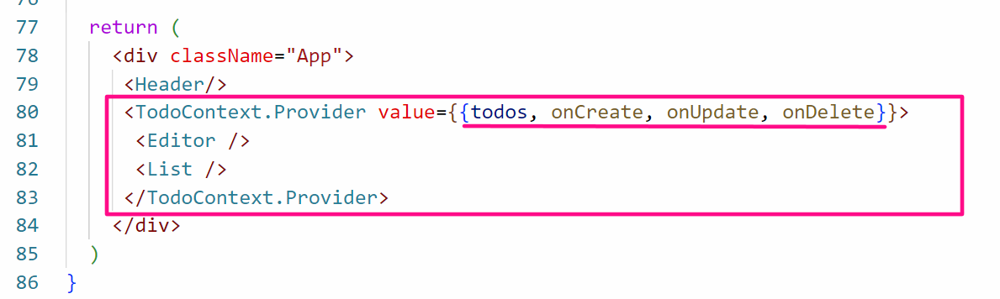 77 return (
78 <div className="App">
79 <Header/>
80 <TodoContext.Provider value={{todos, onCreate, onUpdate, onDelete}}>
81 <Editor />
82 <List />
83 </TodoContext.Provider>
84 </div>
85 )
86 }